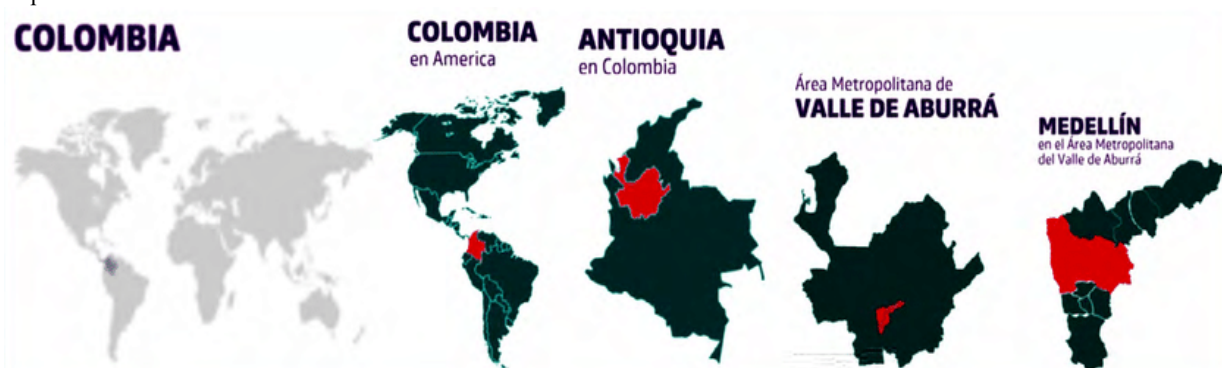 COLOMBIA
COLOMBIA
en America
ANTIOQUIA
en Colombia
Área Metropolitana de
VALLE DE ABURRÁ
MEDELLÍN
en el Área Metropolitana
del Valle de Aburrá